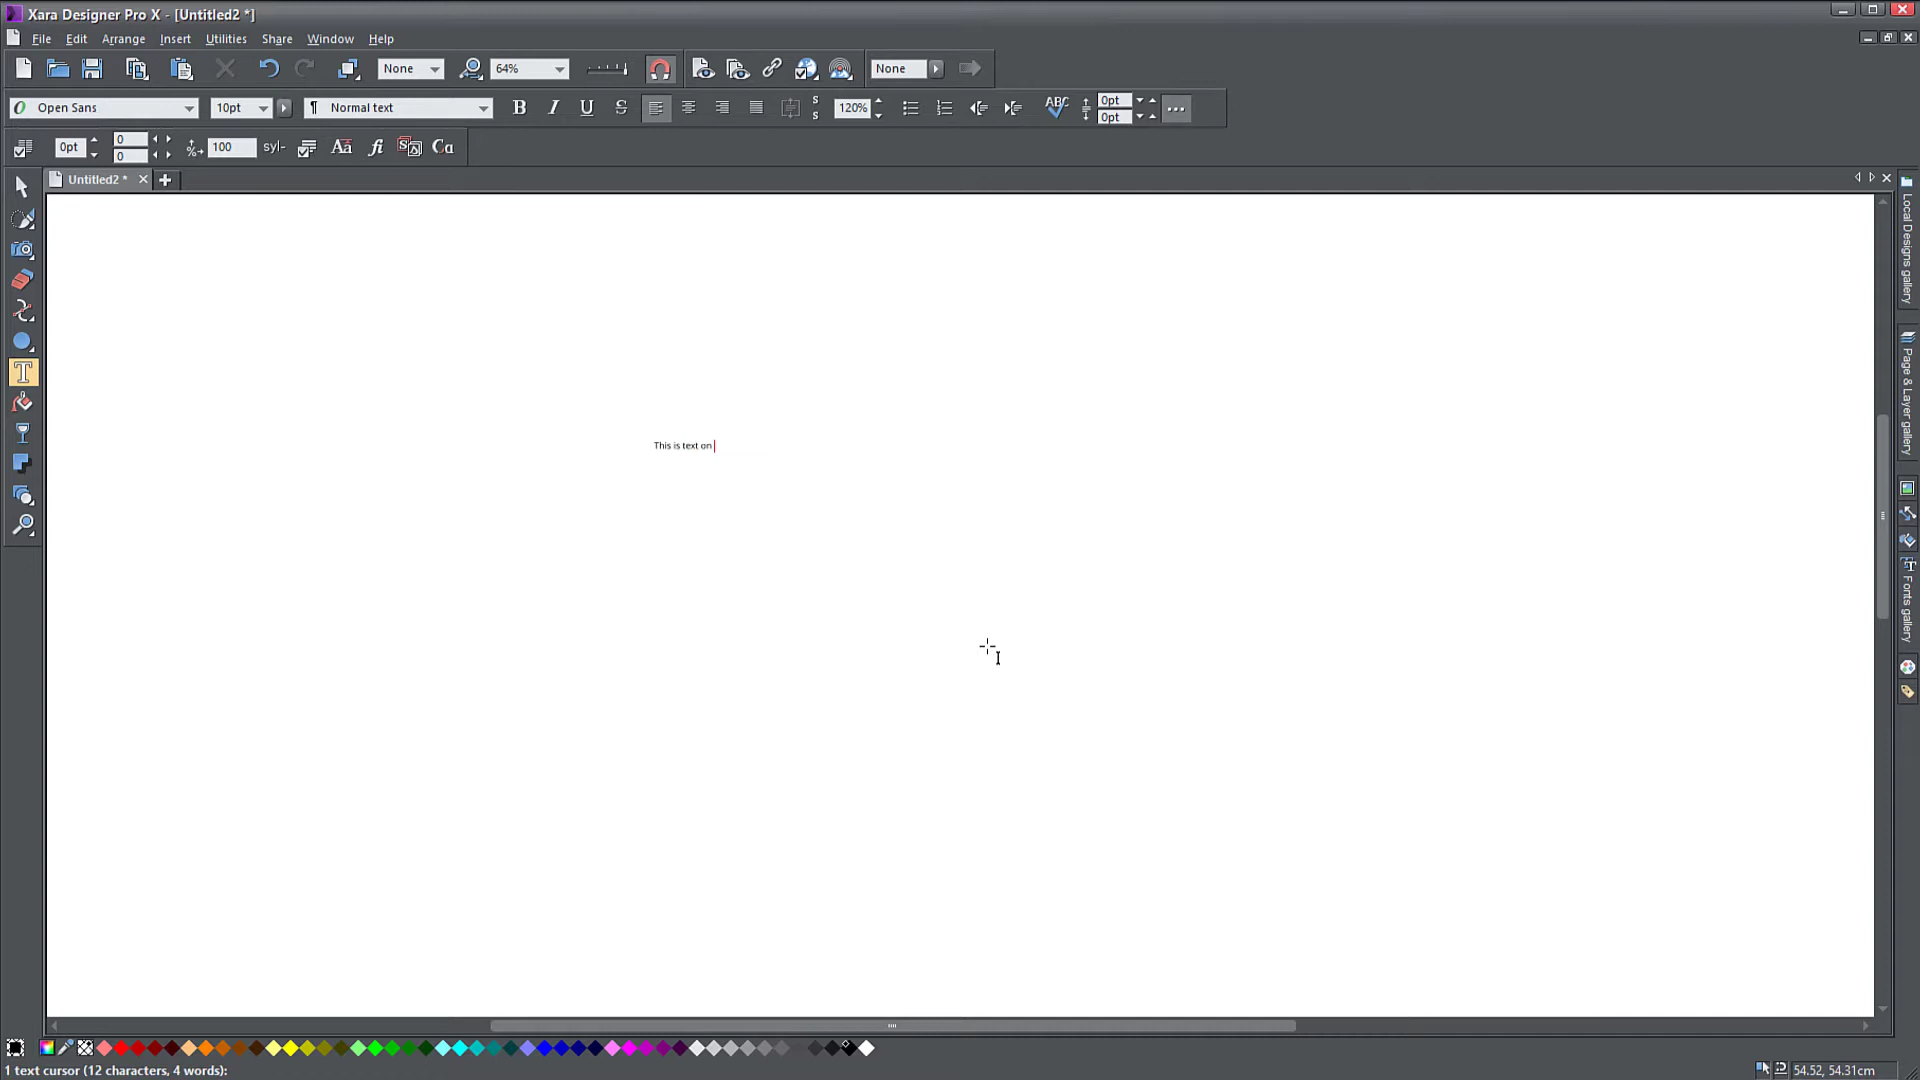 Xara Designer Pro X - [Untitled2 *]
File Edit Arrange Insert Utilities Share Window Help
None 64% None
Open Sans 10pt ¶ Normal text B I U S 120% ABC 0pt
0pt
0pt 0 100 syl- Aa fi Ca
0
Untitled2 *
Local Designs gallery
Page & Layer gallery
Fonts gallery
This is text on
1 text cursor (12 characters, 4 words): 54.52, 54.31cm